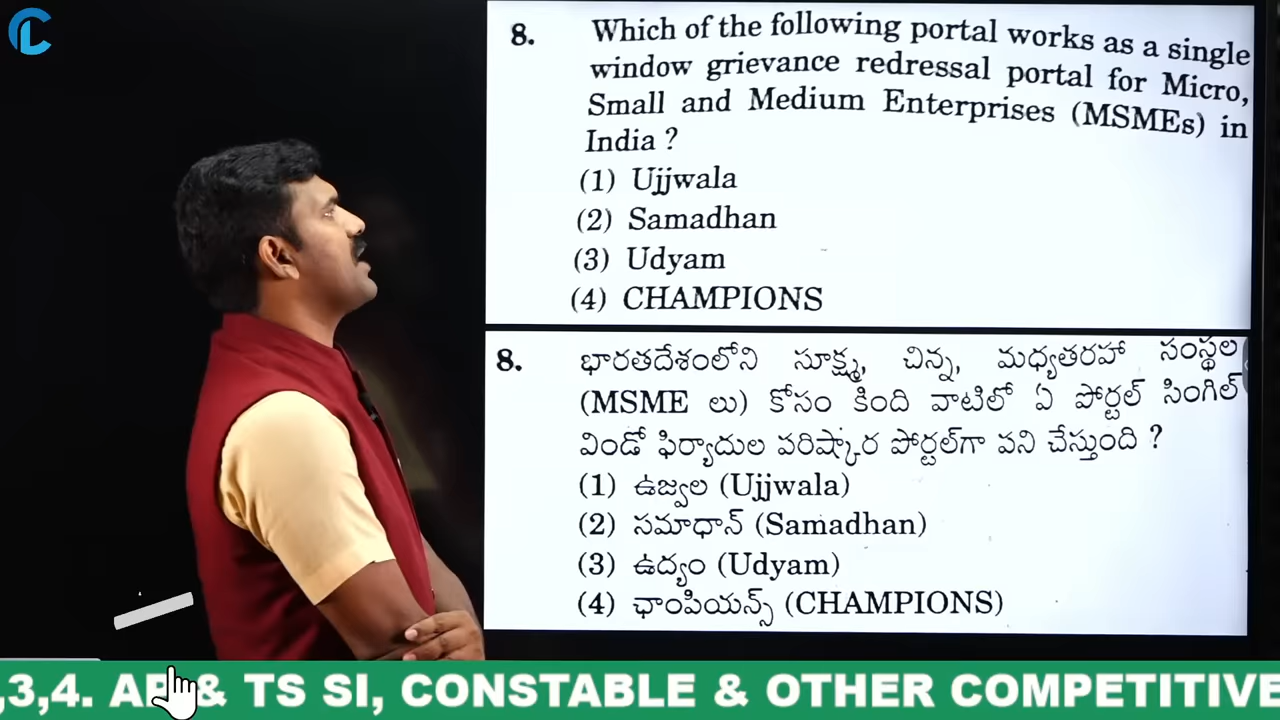 8. Which of the following portal works as a single
window grievance redressal portal for Micro,
Small and Medium Enterprises (MSMEs) in
India ?
(1) Ujjwala
(2) Samadhan
(3) Udyam
(4) CHAMPIONS
8. భారతదేశంలోని సూక్ష్మ, చిన్న, మధ్యతరహా సంస్థల
(MSME లు) కోసం కింది వాటిలో ఏ పోర్టల్ సింగిల్
విండో ఫిర్యాదుల పరిష్కార పోర్టల్‌గా పని చేస్తుంది ?
(1) ఉజ్వల (Ujjwala)
(2) సమాధాన్ (Samadhan)
(3) ఉద్యం (Udyam)
(4) ఛాంపియన్స్ (CHAMPIONS)
,3,4. AP & TS SI, CONSTABLE & OTHER COMPETITIVE